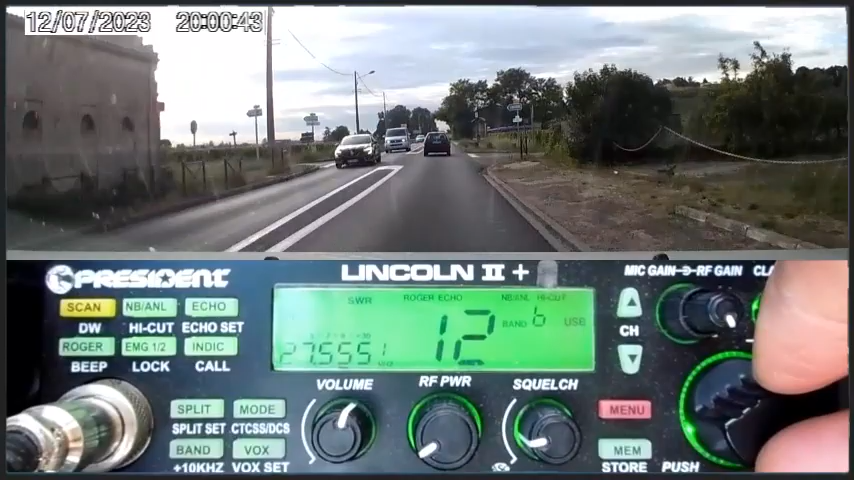 12/07/2023 20:00:43
PRESIDENT
LINCOLN II +
MIC GAIN RF GAIN CLA
SCAN NB/ANL ECHO
DW HI-CUT ECHO SET
ROGER EMG 1/2 INDIC
BEEP LOCK CALL
SWR ROGER ECHO NB/ANL HI-CUT
12 BAND 6 USB
27.555.1
CH
VOLUME RF PWR SQUELCH
SPLIT MODE
SPLIT SET CTCSS/DCS
BAND VOX
+10KHZ VOX SET
MENU
MEM
STORE PUSH